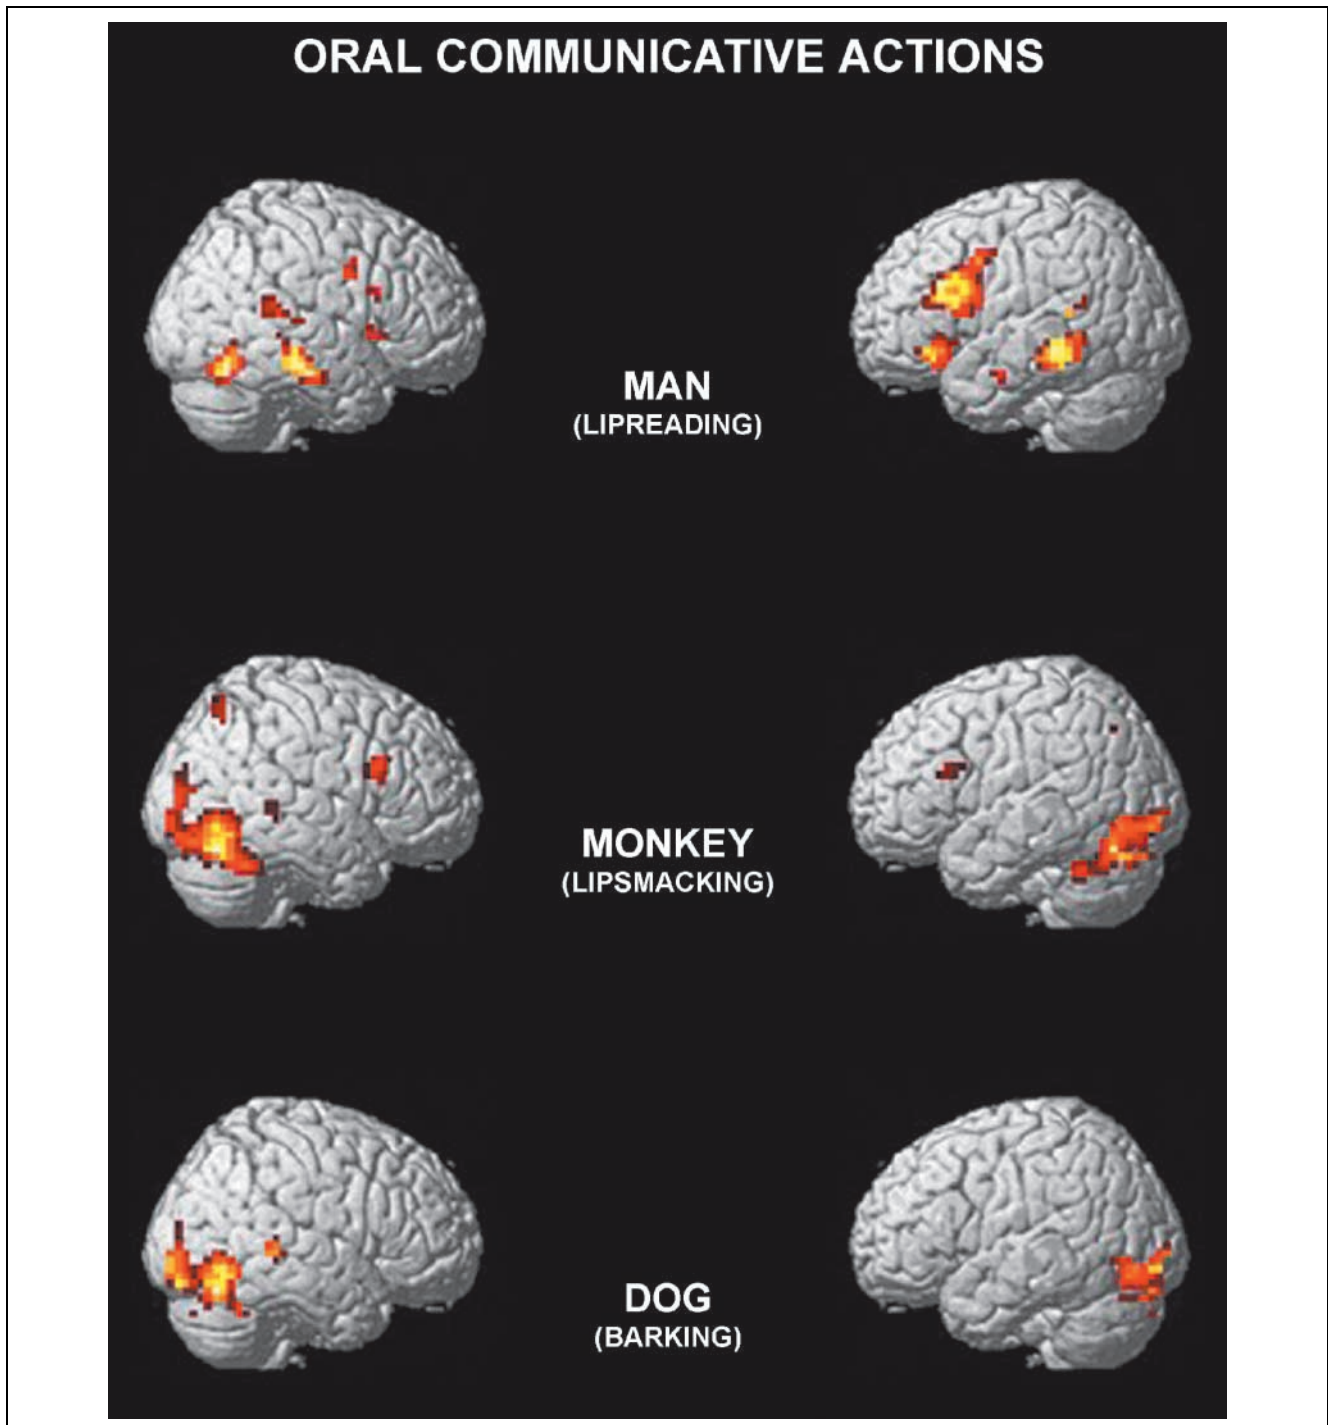 ORAL COMMUNICATIVE ACTIONS
MAN
(LIPREADING)
MONKEY
(LIPSMACKING)
DOG
(BARKING)